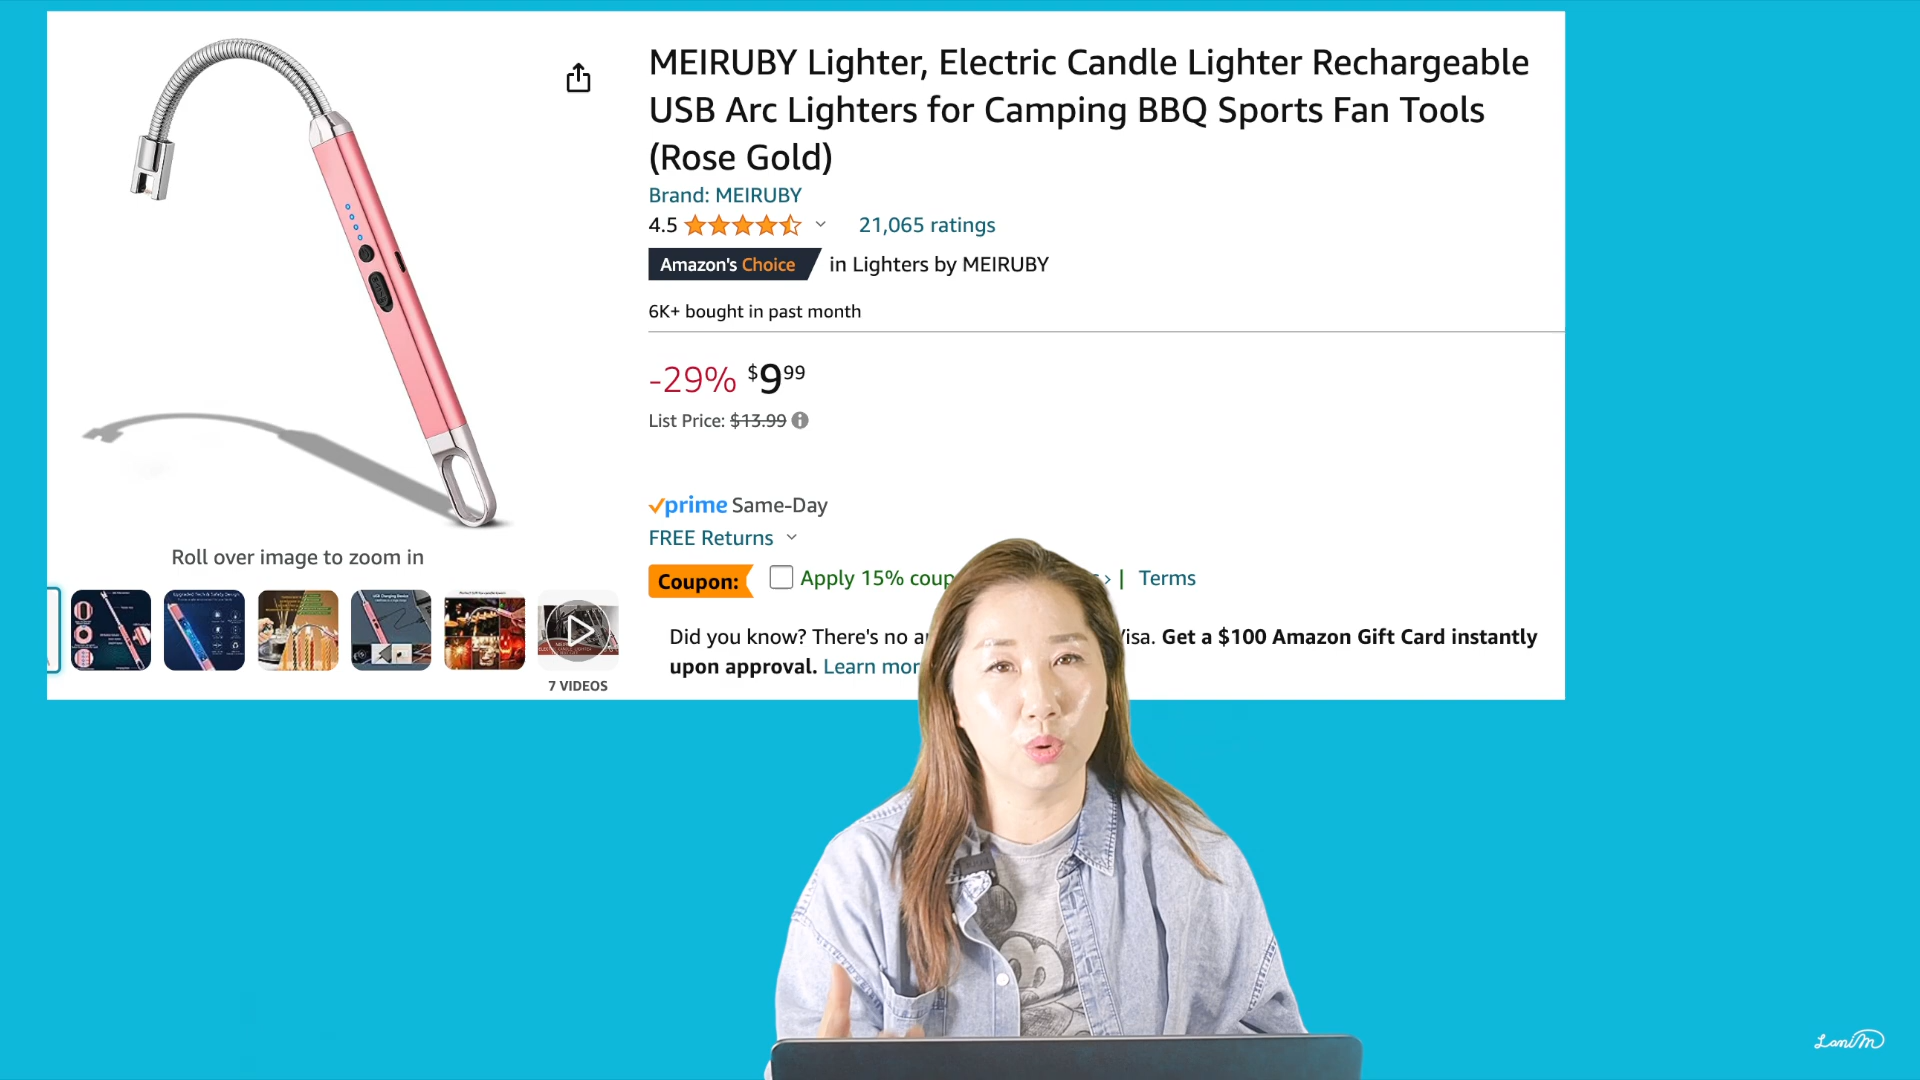 MEIRUBY Lighter, Electric Candle Lighter Rechargeable
USB Arc Lighters for Camping BBQ Sports Fan Tools
(Rose Gold)
Brand: MEIRUBY
4.5
21,065 ratings
Amazon's Choice in Lighters by MEIRUBY
6K+ bought in past month
-29% $9 99
List Price: $13.99
prime Same-Day
FREE Returns
Coupon: Apply 15% | Terms
Did you know? There's no Get a $100 Amazon Gift Card instantly
upon approval. Learn
Roll over image to zoom in
7 VIDEOS
LaniM